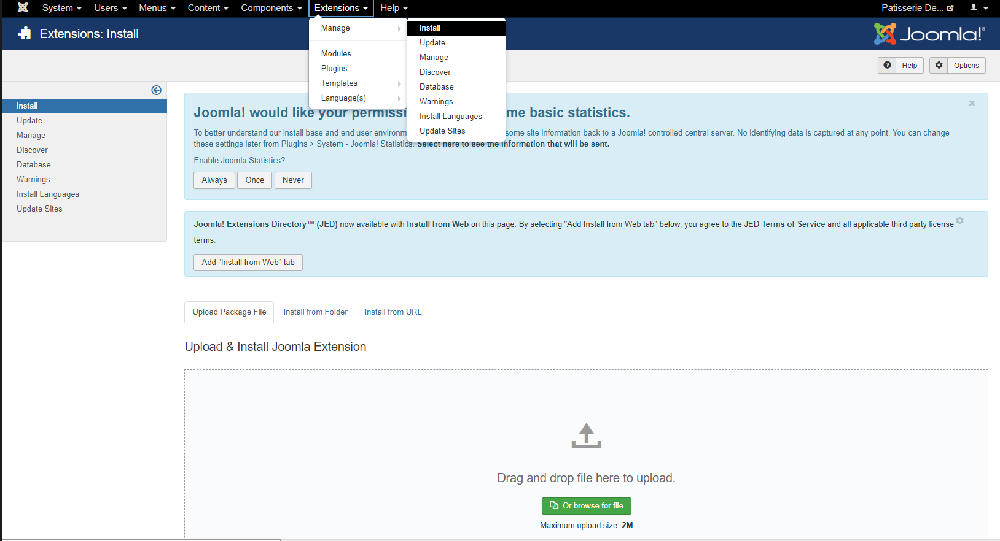 System Users Menus Content Components Extensions Help Patisserie De...
Extensions: Install Joomla!®
Manage
Modules
Plugins
Templates
Language(s)
Install
Update
Manage
Discover
Database
Warnings
Install Languages
Update Sites
Help Options
Install
Update
Manage
Discover
Database
Warnings
Install Languages
Update Sites
Joomla! would like your permissi me basic statistics.
To better understand our install base and end user environm some site information back to a Joomla! controlled central server. No identifying data is captured at any point. You can change
these settings later from Plugins > System - Joomla! Statistics. Select here to see the information that will be sent.
Enable Joomla Statistics?
Always Once Never
Joomla! Extensions Directory™ (JED) now available with Install from Web on this page. By selecting "Add Install from Web tab" below, you agree to the JED Terms of Service and all applicable third party license
terms.
Add "Install from Web" tab
Upload Package File Install from Folder Install from URL
Upload & Install Joomla Extension
Drag and drop file here to upload.
Or browse for file
Maximum upload size: 2M